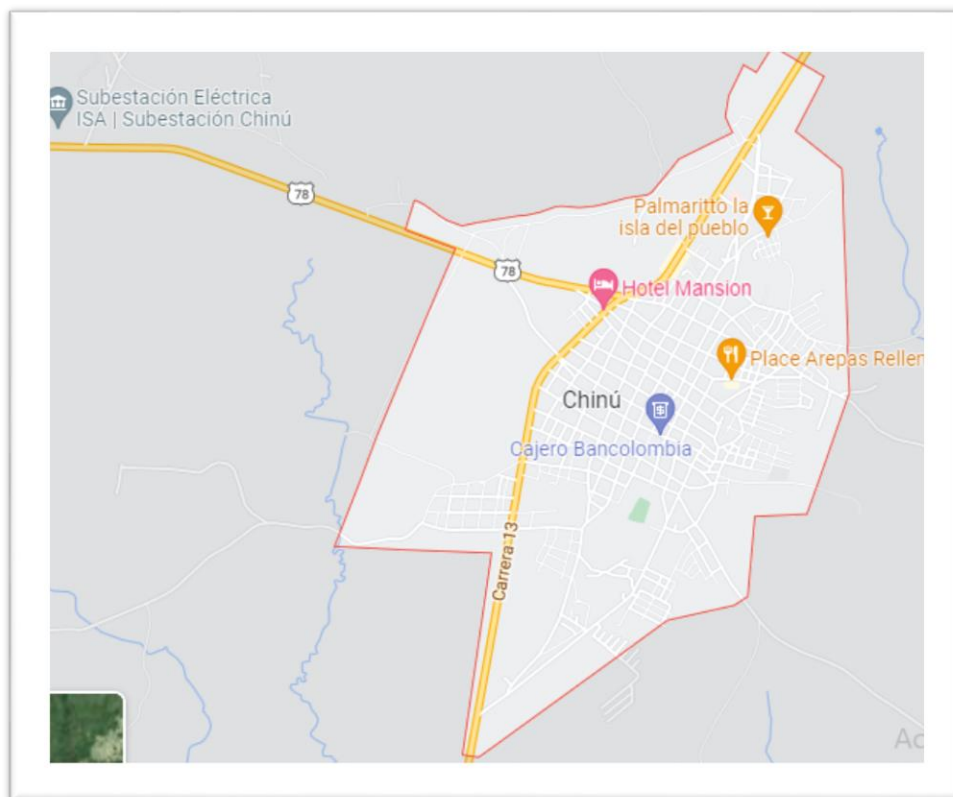 Subestación Eléctrica
ISA | Subestación Chinú
78
Palmaritto la
isla del pueblo
78
Hotel Mansion
Place Arepas Rellen
Chinú
Cajero Bancolombia
Carrera 13
Ac